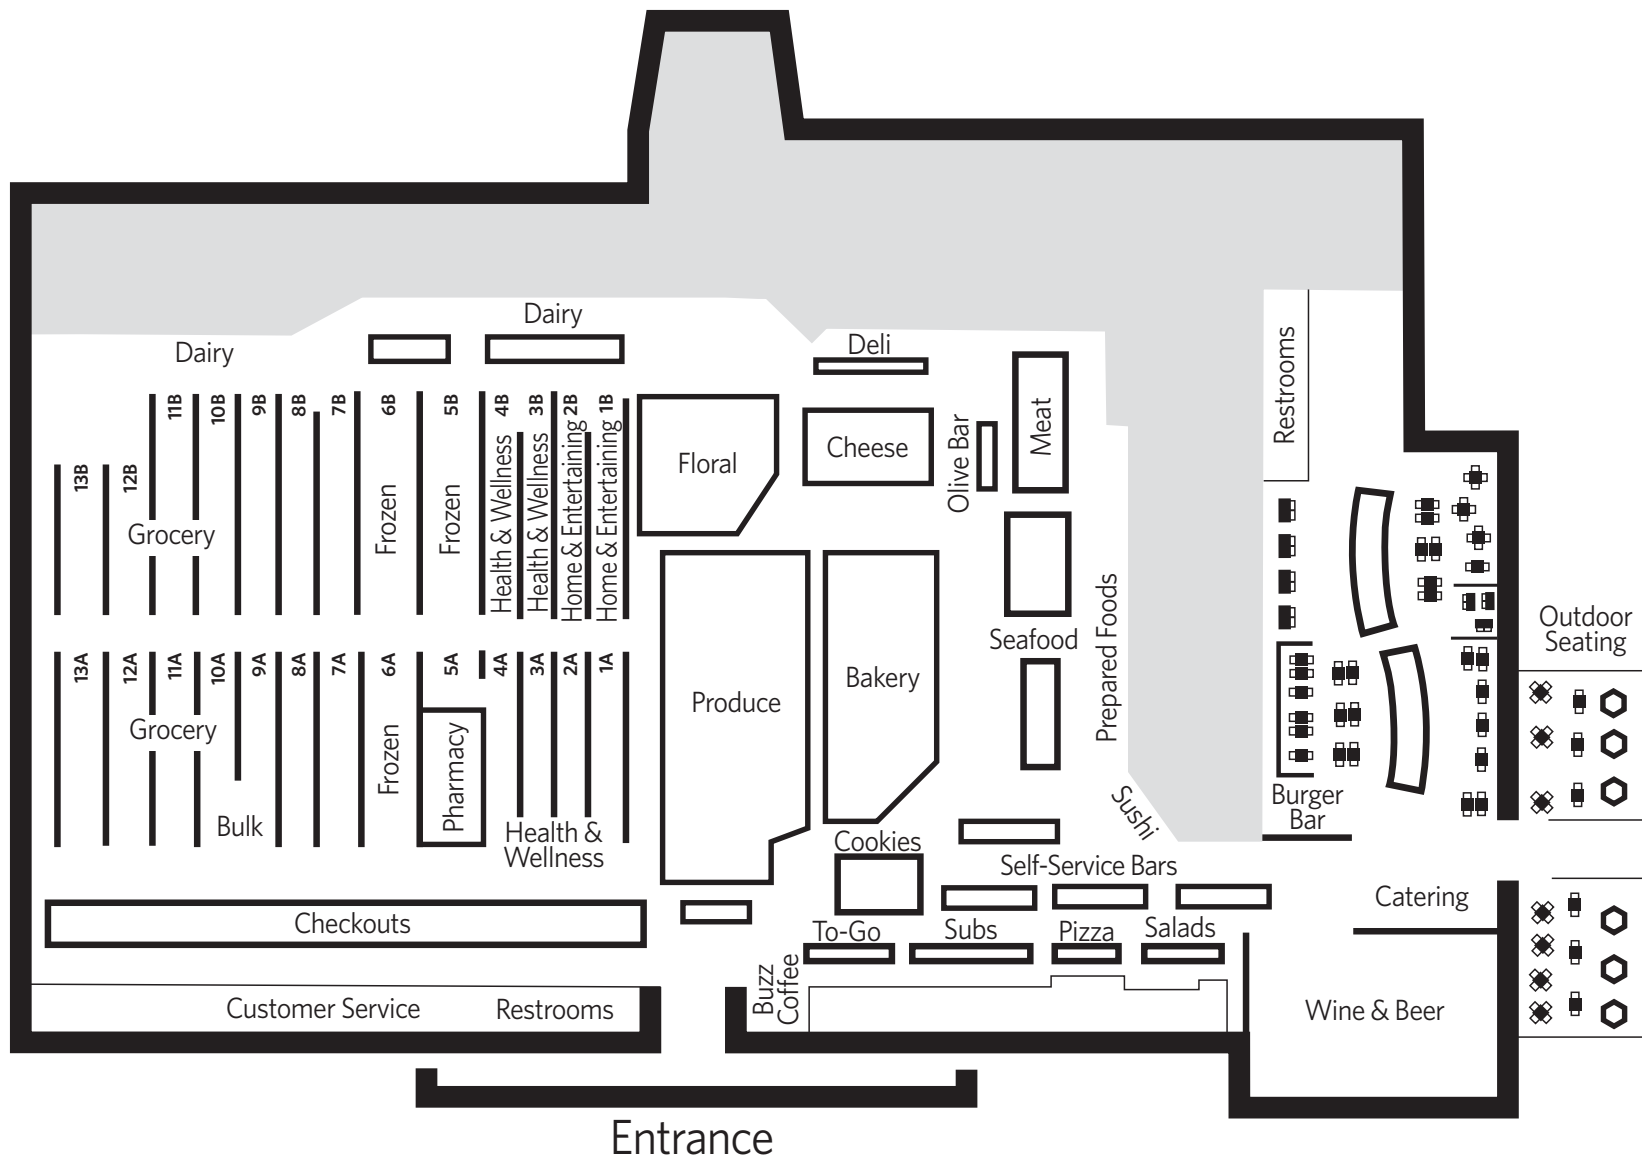 Dairy
Dairy
Deli
Restrooms
13B
12B
11B
10B
9B
8B
7B
6B
5B
4B
3B
2B
1B
Grocery
Frozen
Frozen
Health & Wellness
Health & Wellness
Home & Entertaining
Home & Entertaining
Floral
Cheese
Olive Bar
Meat
Seafood
Prepared Foods
Outdoor
Seating
13A
12A
11A
10A
9A
8A
7A
6A
5A
4A
3A
2A
1A
Grocery
Bulk
Frozen
Pharmacy
Health &
Wellness
Produce
Bakery
Cookies
Sushi
Burger
Bar
Self-Service Bars
Catering
Checkouts
To-Go
Subs
Pizza
Salads
Buzz
Coffee
Customer Service
Restrooms
Wine & Beer
Entrance